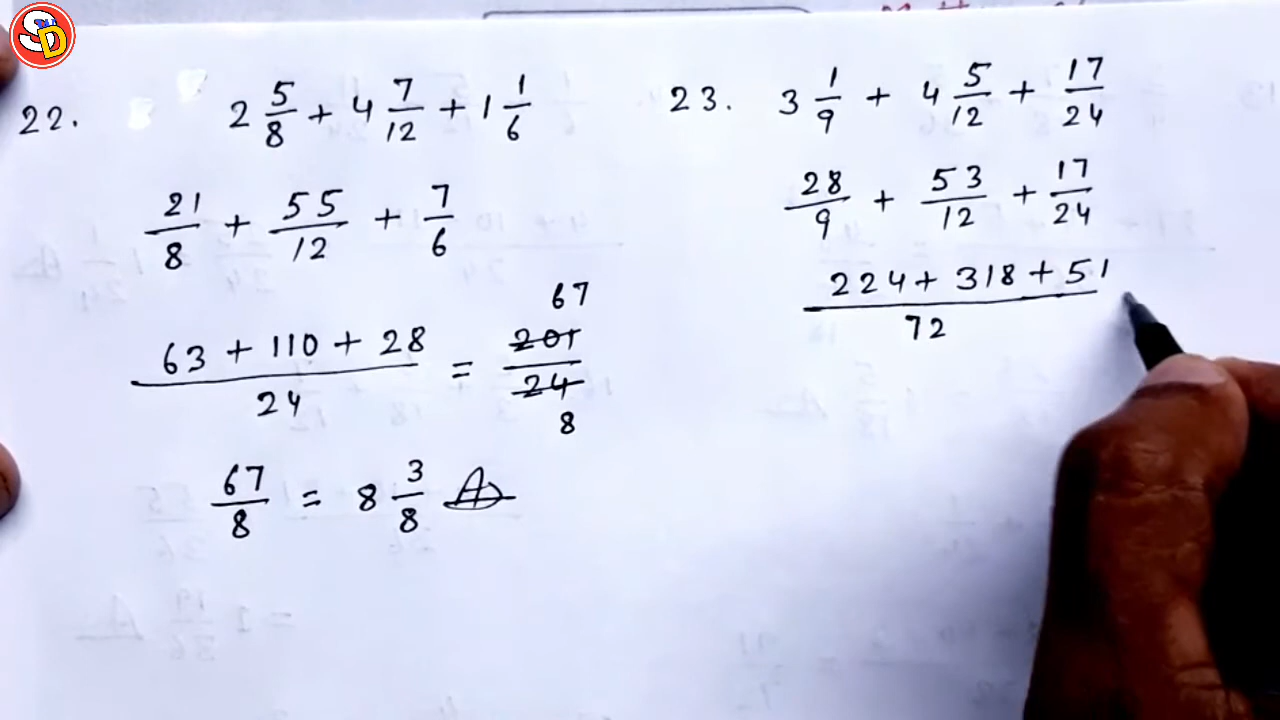 SD
22. 2 5/8 + 4 7/12 + 1 1/6
21/8 + 55/12 + 7/6
63 + 110 + 28 / 24 = 201/24 67 8
67/8 = 8 3/8 A
23. 3 1/9 + 4 5/12 + 17/24
28/9 + 53/12 + 17/24
224 + 318 + 51 / 72